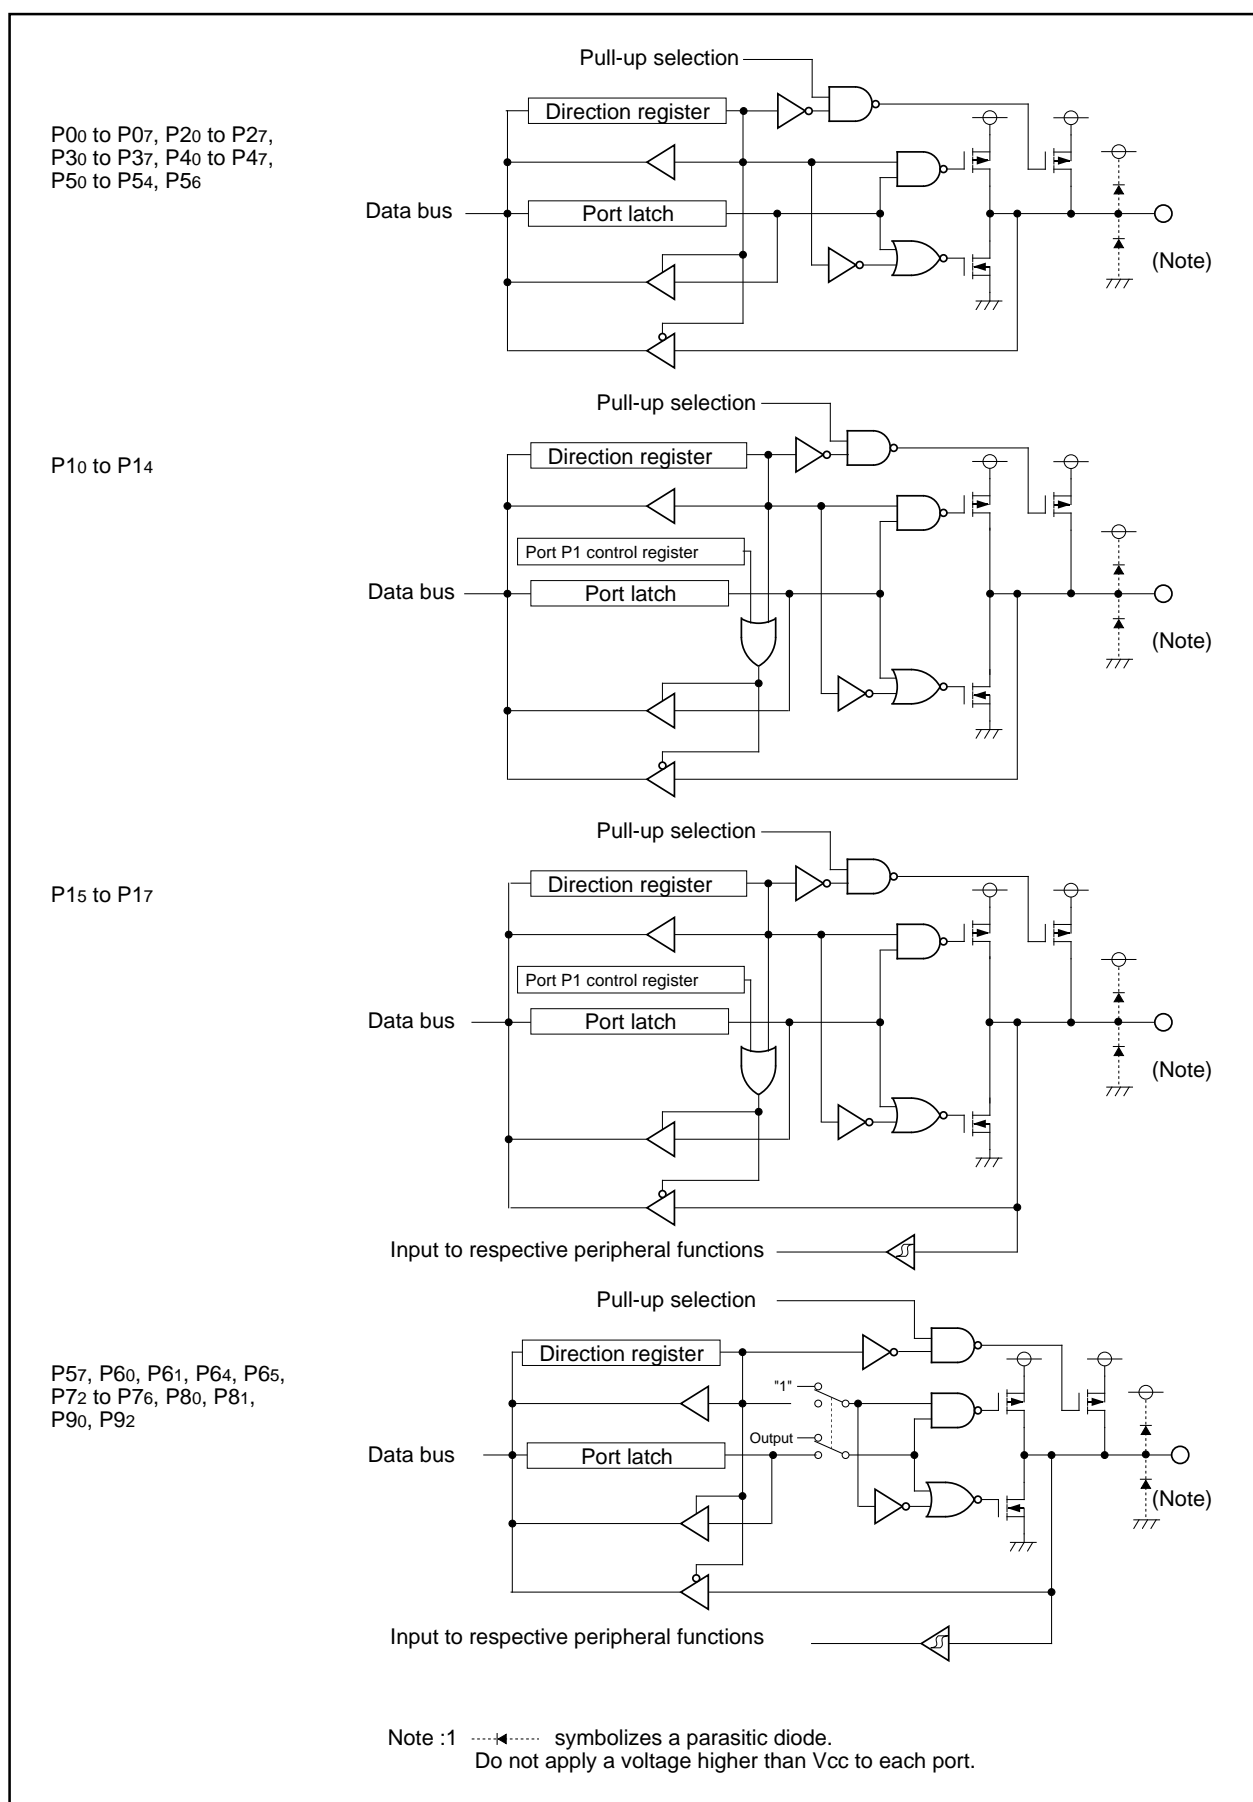 Pull-up selection
Direction register
P00 to P07, P20 to P27,
P30 to P37, P40 to P47,
P50 to P54, P56
Data bus
Port latch
(Note)
Pull-up selection
Direction register
P10 to P14
Port P1 control register
Data bus
Port latch
(Note)
Pull-up selection
Direction register
P15 to P17
Port P1 control register
Data bus
Port latch
(Note)
Input to respective peripheral functions
Pull-up selection
Direction register
P57, P60, P61, P64, P65,
P72 to P76, P80, P81,
P90, P92
"1"
Output
Data bus
Port latch
(Note)
Input to respective peripheral functions
Note :1 symbolizes a parasitic diode.
Do not apply a voltage higher than Vcc to each port.